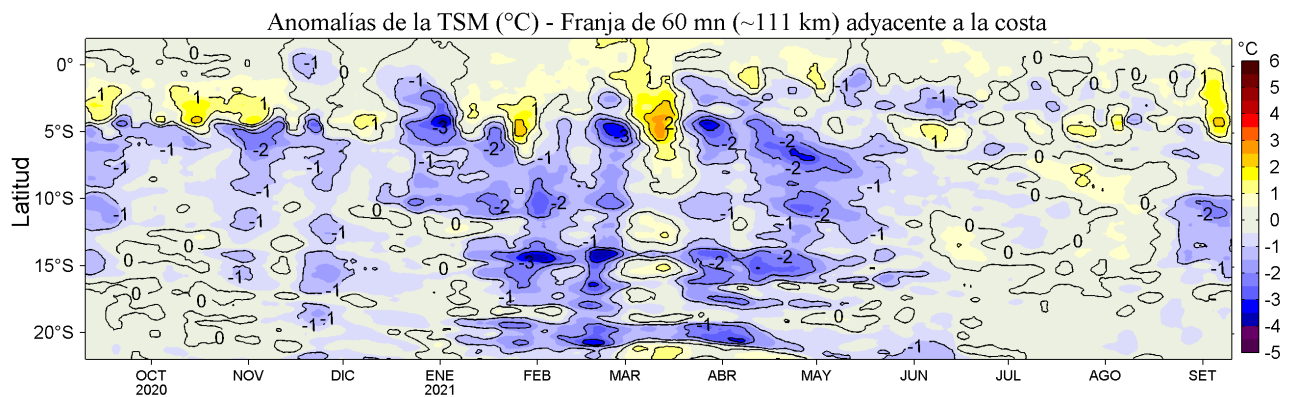 Anomalías de la TSM (°C) - Franja de 60 mn (~111 km) adyacente a la costa
°C
Latitud
0°
5°S
10°S
15°S
20°S
6
5
4
3
2
1
0
-1
-2
-3
-4
-5
OCT NOV DIC ENE FEB MAR ABR MAY JUN JUL AGO SET
2020 2021